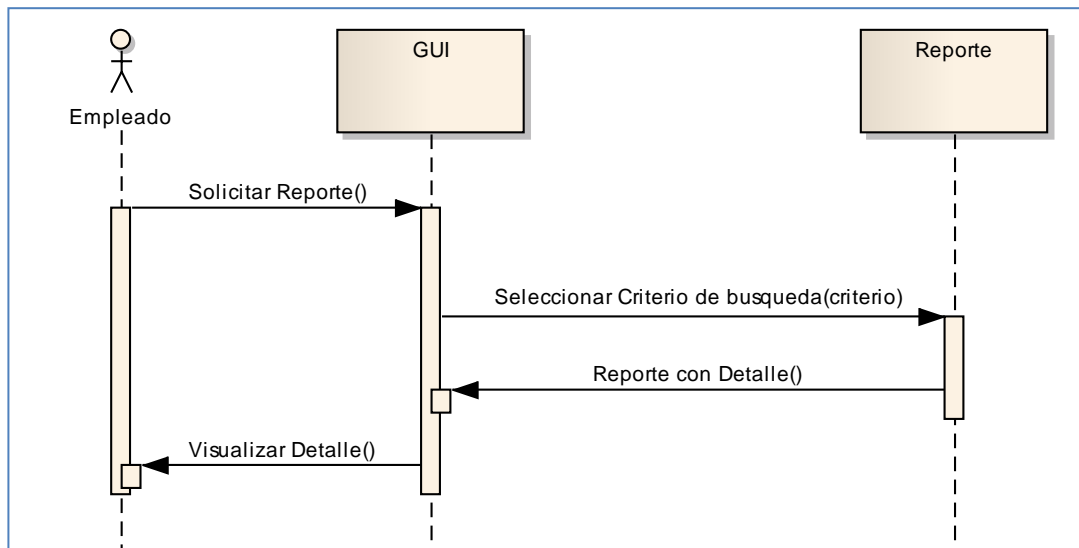 GUI
Reporte
Empleado
Solicitar Reporte()
Seleccionar Criterio de busqueda(criterio)
Reporte con Detalle()
Visualizar Detalle()